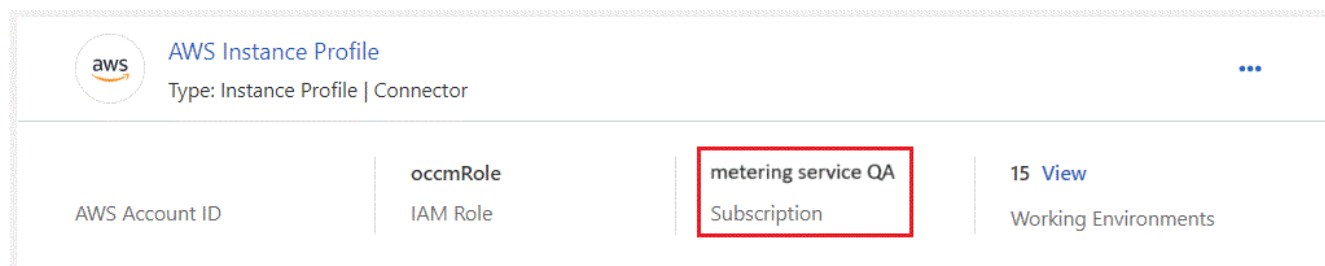 aws
AWS Instance Profile
Type: Instance Profile | Connector
•••
AWS Account ID
occmRole
IAM Role
metering service QA
Subscription
15 View
Working Environments